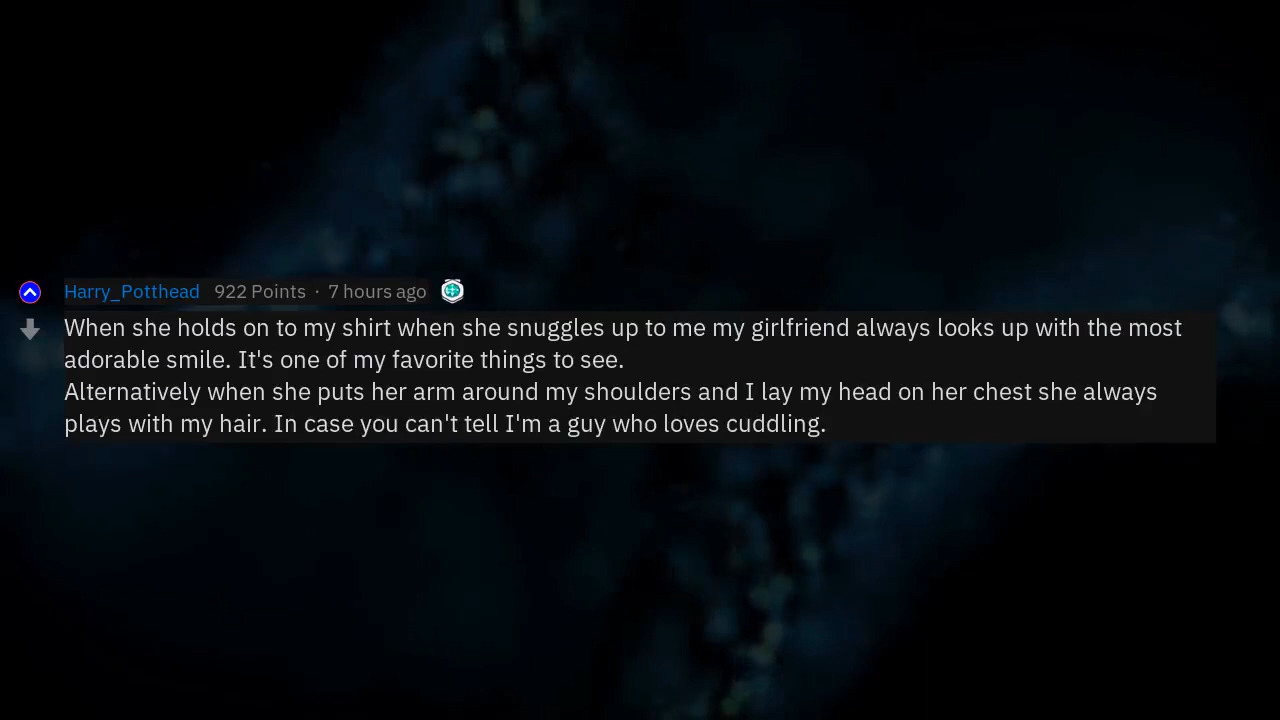 Harry_Potthead 922 Points · 7 hours ago
When she holds on to my shirt when she snuggles up to me my girlfriend always looks up with the most
adorable smile. It's one of my favorite things to see.
Alternatively when she puts her arm around my shoulders and I lay my head on her chest she always
plays with my hair. In case you can't tell I'm a guy who loves cuddling.